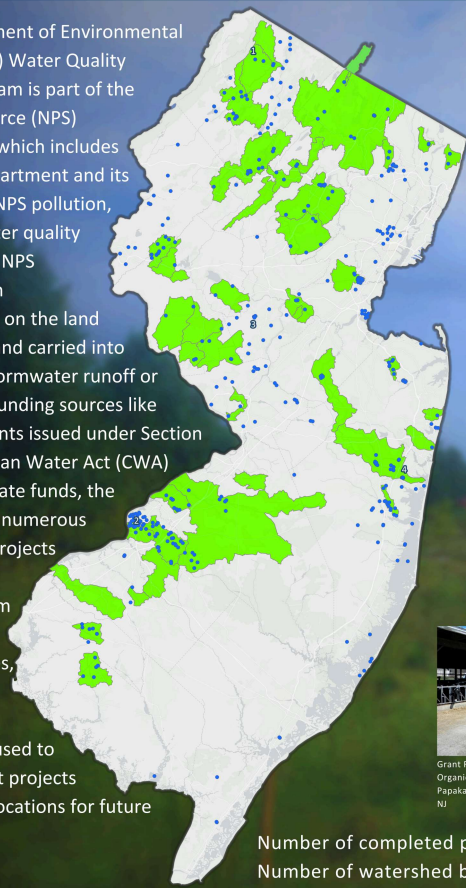 ment of Environmental
) Water Quality
am is part of the
rce (NPS)
which includes
partment and its
NPS pollution,
er quality
NPS
n
on the land
and carried into
ormwater runoff or
unding sources like
nts issued under Section
an Water Act (CWA)
ate funds, the
numerous
rojects
m
s,
used to
t projects
ocations for future
1
3
4
2
Grant P
Organi
Papaka
NJ
Number of completed p
Number of watershed b